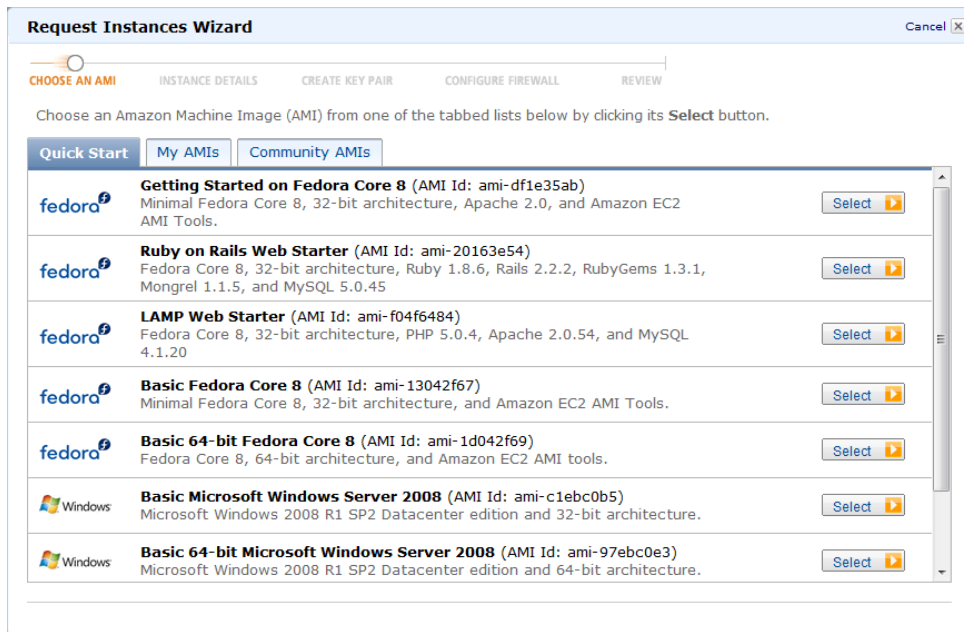 Request Instances Wizard
Cancel
CHOOSE AN AMI
INSTANCE DETAILS
CREATE KEY PAIR
CONFIGURE FIREWALL
REVIEW
Choose an Amazon Machine Image (AMI) from one of the tabbed lists below by clicking its Select button.
Quick Start
My AMIs
Community AMIs
fedora
Getting Started on Fedora Core 8 (AMI Id: ami-df1e35ab)
Minimal Fedora Core 8, 32-bit architecture, Apache 2.0, and Amazon EC2
AMI Tools.
Select
fedora
Ruby on Rails Web Starter (AMI Id: ami-20163e54)
Fedora Core 8, 32-bit architecture, Ruby 1.8.6, Rails 2.2.2, RubyGems 1.3.1,
Mongrel 1.1.5, and MySQL 5.0.45
Select
fedora
LAMP Web Starter (AMI Id: ami-f04f6484)
Fedora Core 8, 32-bit architecture, PHP 5.0.4, Apache 2.0.54, and MySQL
4.1.20
Select
fedora
Basic Fedora Core 8 (AMI Id: ami-13042f67)
Minimal Fedora Core 8, 32-bit architecture, and Amazon EC2 AMI Tools.
Select
fedora
Basic 64-bit Fedora Core 8 (AMI Id: ami-1d042f69)
Fedora Core 8, 64-bit architecture, and Amazon EC2 AMI tools.
Select
Windows
Basic Microsoft Windows Server 2008 (AMI Id: ami-c1ebc0b5)
Microsoft Windows 2008 R1 SP2 Datacenter edition and 32-bit architecture.
Select
Windows
Basic 64-bit Microsoft Windows Server 2008 (AMI Id: ami-97ebc0e3)
Microsoft Windows 2008 R1 SP2 Datacenter edition and 64-bit architecture.
Select